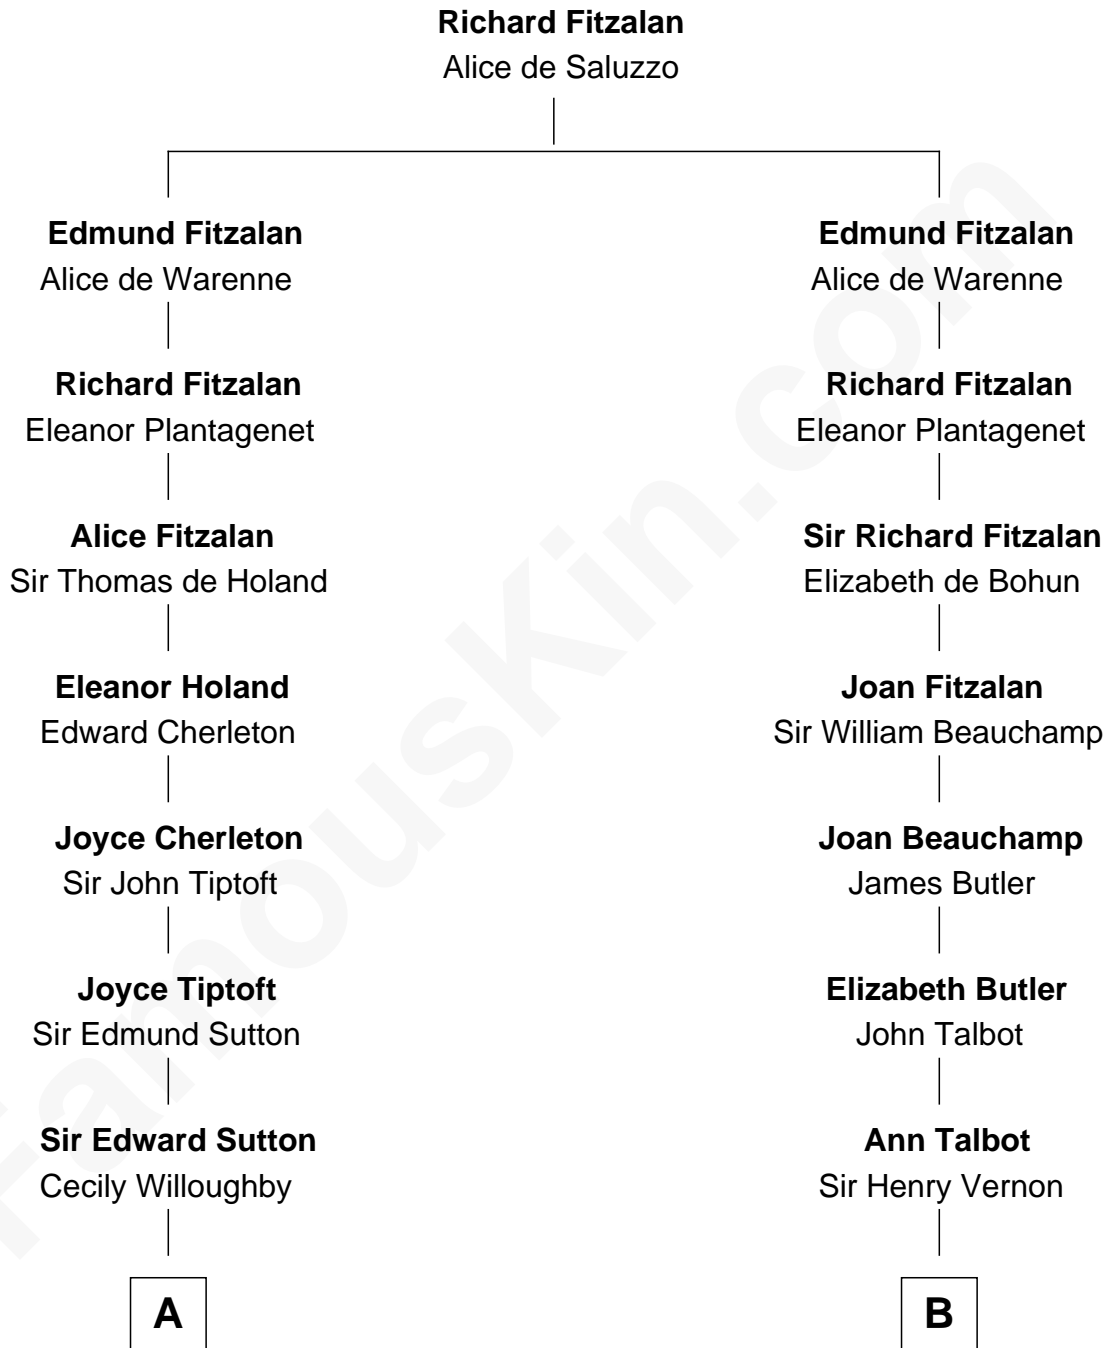 Richard Fitzalan
Alice de Saluzzo
Edmund Fitzalan
Alice de Warenne
Edmund Fitzalan
Alice de Warenne
Richard Fitzalan
Eleanor Plantagenet
Richard Fitzalan
Eleanor Plantagenet
Alice Fitzalan
Sir Thomas de Holand
Sir Richard Fitzalan
Elizabeth de Bohun
Eleanor Holand
Edward Cherleton
Joan Fitzalan
Sir William Beauchamp
Joyce Cherleton
Sir John Tiptoft
Joan Beauchamp
James Butler
Joyce Tiptoft
Sir Edmund Sutton
Elizabeth Butler
John Talbot
Sir Edward Sutton
Cecily Willoughby
Ann Talbot
Sir Henry Vernon
A
B
FamousKin.com